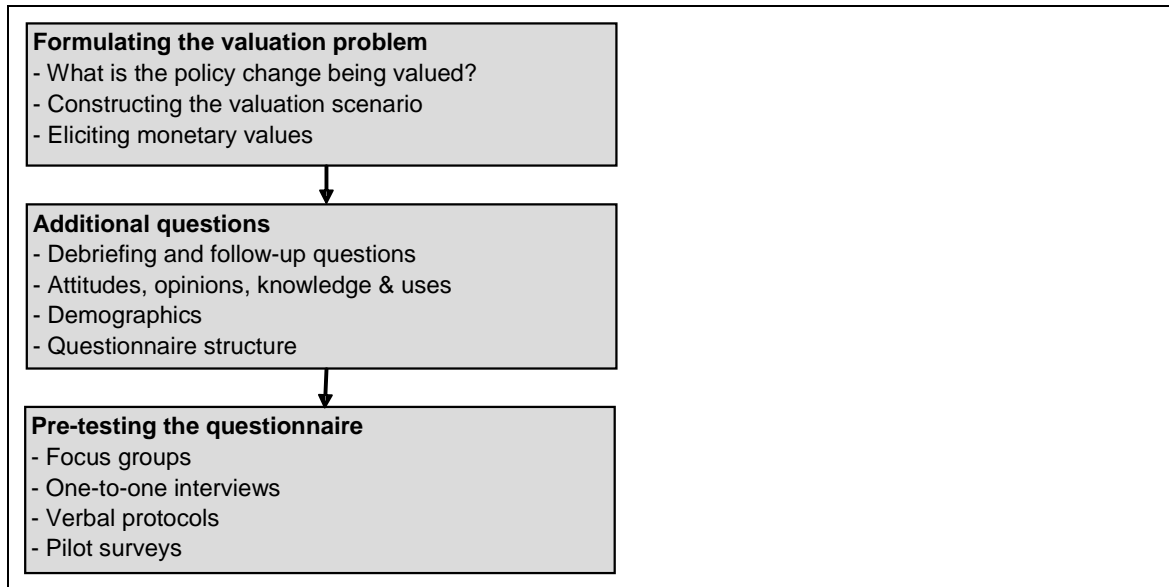 Formulating the valuation problem
- What is the policy change being valued?
- Constructing the valuation scenario
- Eliciting monetary values
Additional questions
- Debriefing and follow-up questions
- Attitudes, opinions, knowledge & uses
- Demographics
- Questionnaire structure
Pre-testing the questionnaire
- Focus groups
- One-to-one interviews
- Verbal protocols
- Pilot surveys